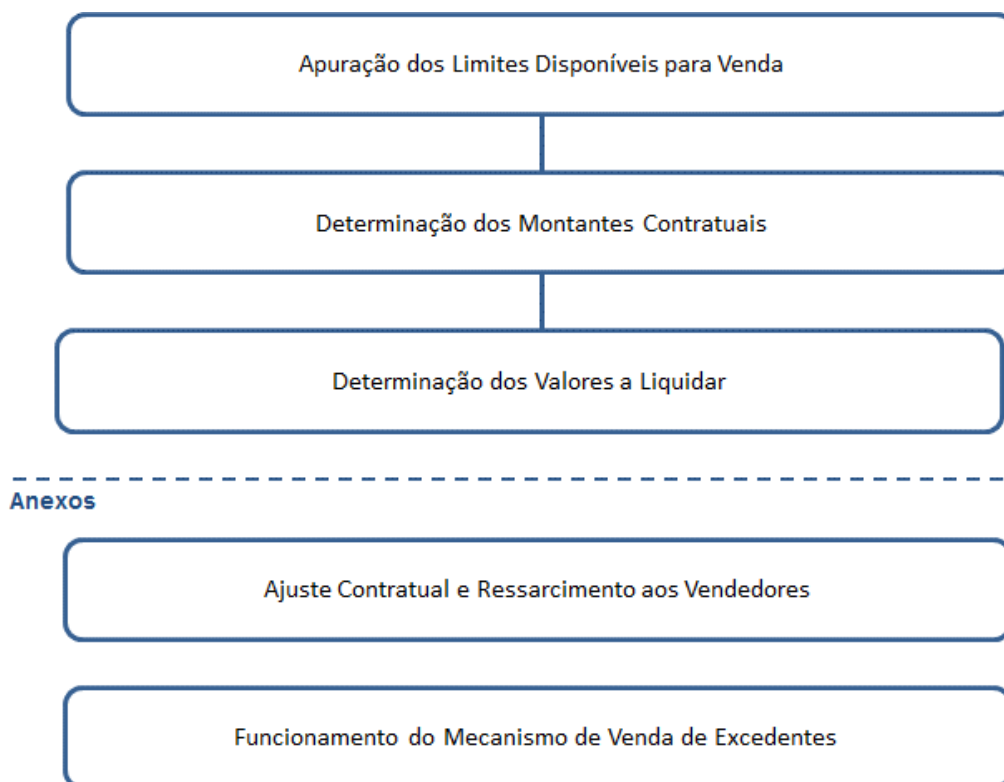 Apuração dos Limites Disponíveis para Venda
Determinação dos Montantes Contratuais
Determinação dos Valores a Liquidar
Anexos
Ajuste Contratual e Ressarcimento aos Vendedores
Funcionamento do Mecanismo de Venda de Excedentes